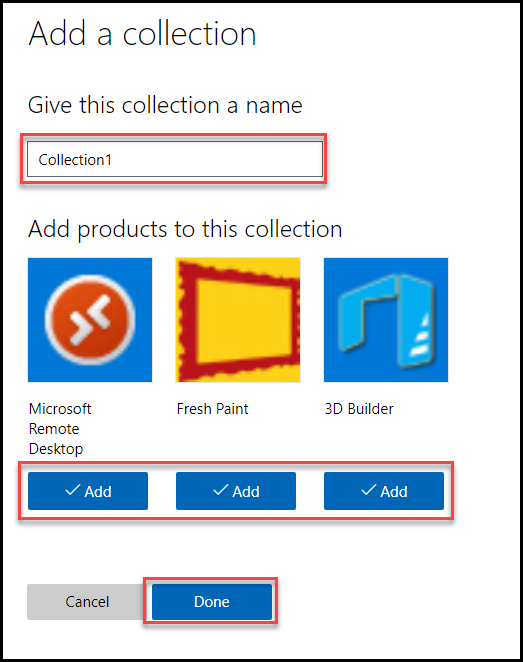 Add a collection
Give this collection a name
Collection1
Add products to this collection
Microsoft
Remote
Desktop
Fresh Paint
3D Builder
Add
Add
Add
Cancel
Done